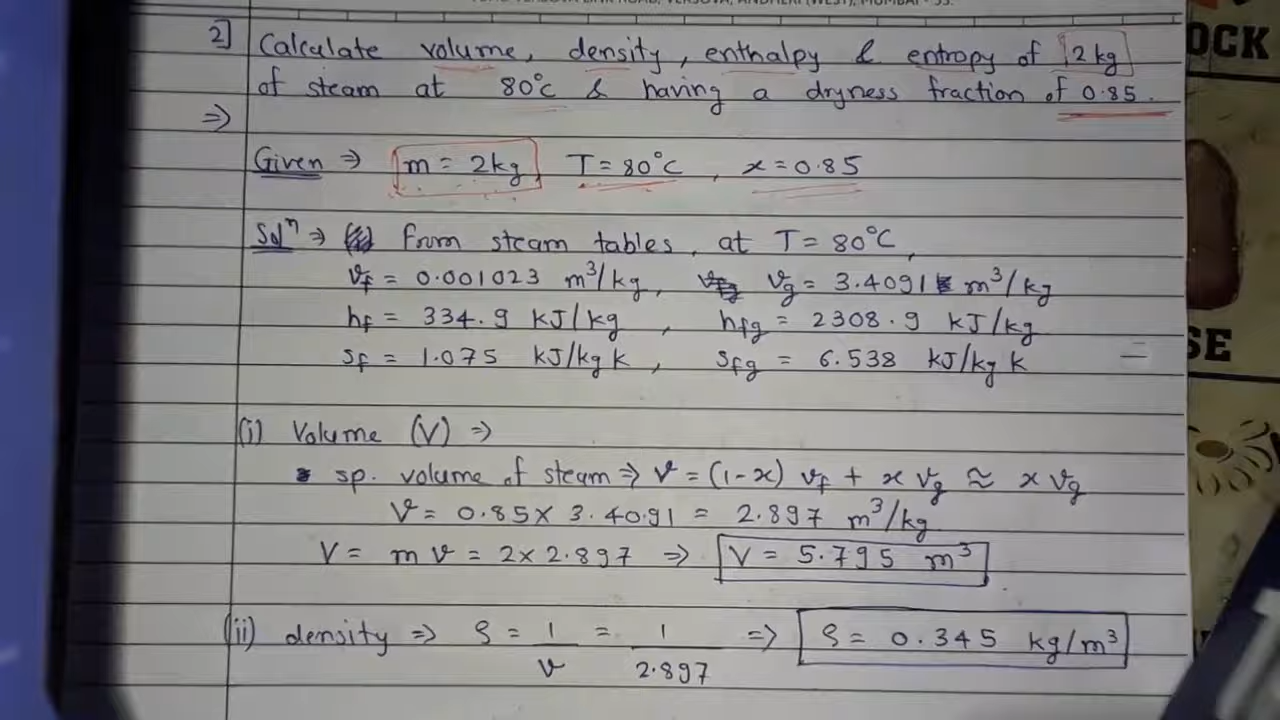 2] Calculate volume, density, enthalpy & entropy of 2kg
of steam at 80°C & having a dryness fraction of 0.85.
⇒
Given ⇒ m = 2kg T = 80°C , x = 0.85
Solⁿ ⇒ From steam tables, at T = 80°C,
vf = 0.001023 m³/kg, vg = 3.4091 m³/kg
hf = 334.9 kJ/kg , hfg = 2308.9 kJ/kg
sf = 1.075 kJ/kg k , sfg = 6.538 kJ/kg k
(i) Volume (V) ⇒
sp. volume of steam ⇒ v = (1-x) vf + x vg ≈ x vg
v = 0.85 × 3.4091 = 2.897 m³/kg
V = m v = 2 × 2.897 ⇒ V = 5.795 m³
(ii) density ⇒ ρ = 1/v = 1/2.897 ⇒ ρ = 0.345 kg/m³
OCK
SE